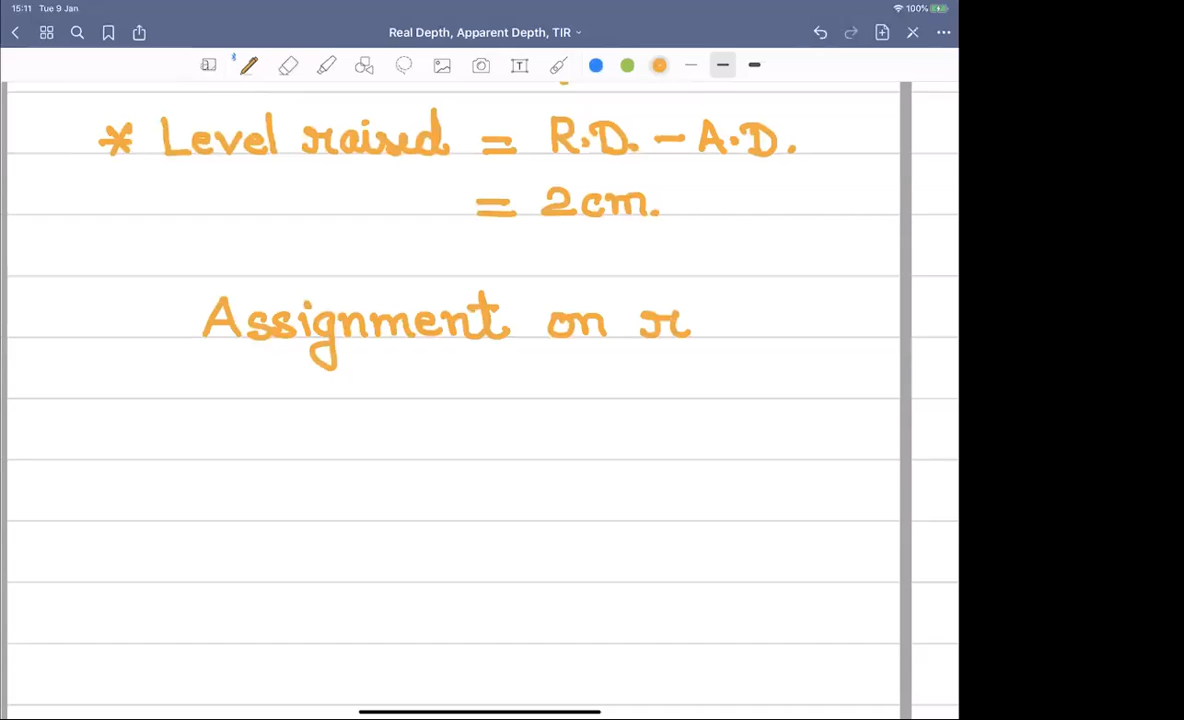 15:11 Tue 9 Jan 100%
Real Depth, Apparent Depth, TIR
T
* Level raised = R.D. - A.D.
= 2cm.
Assignment on r